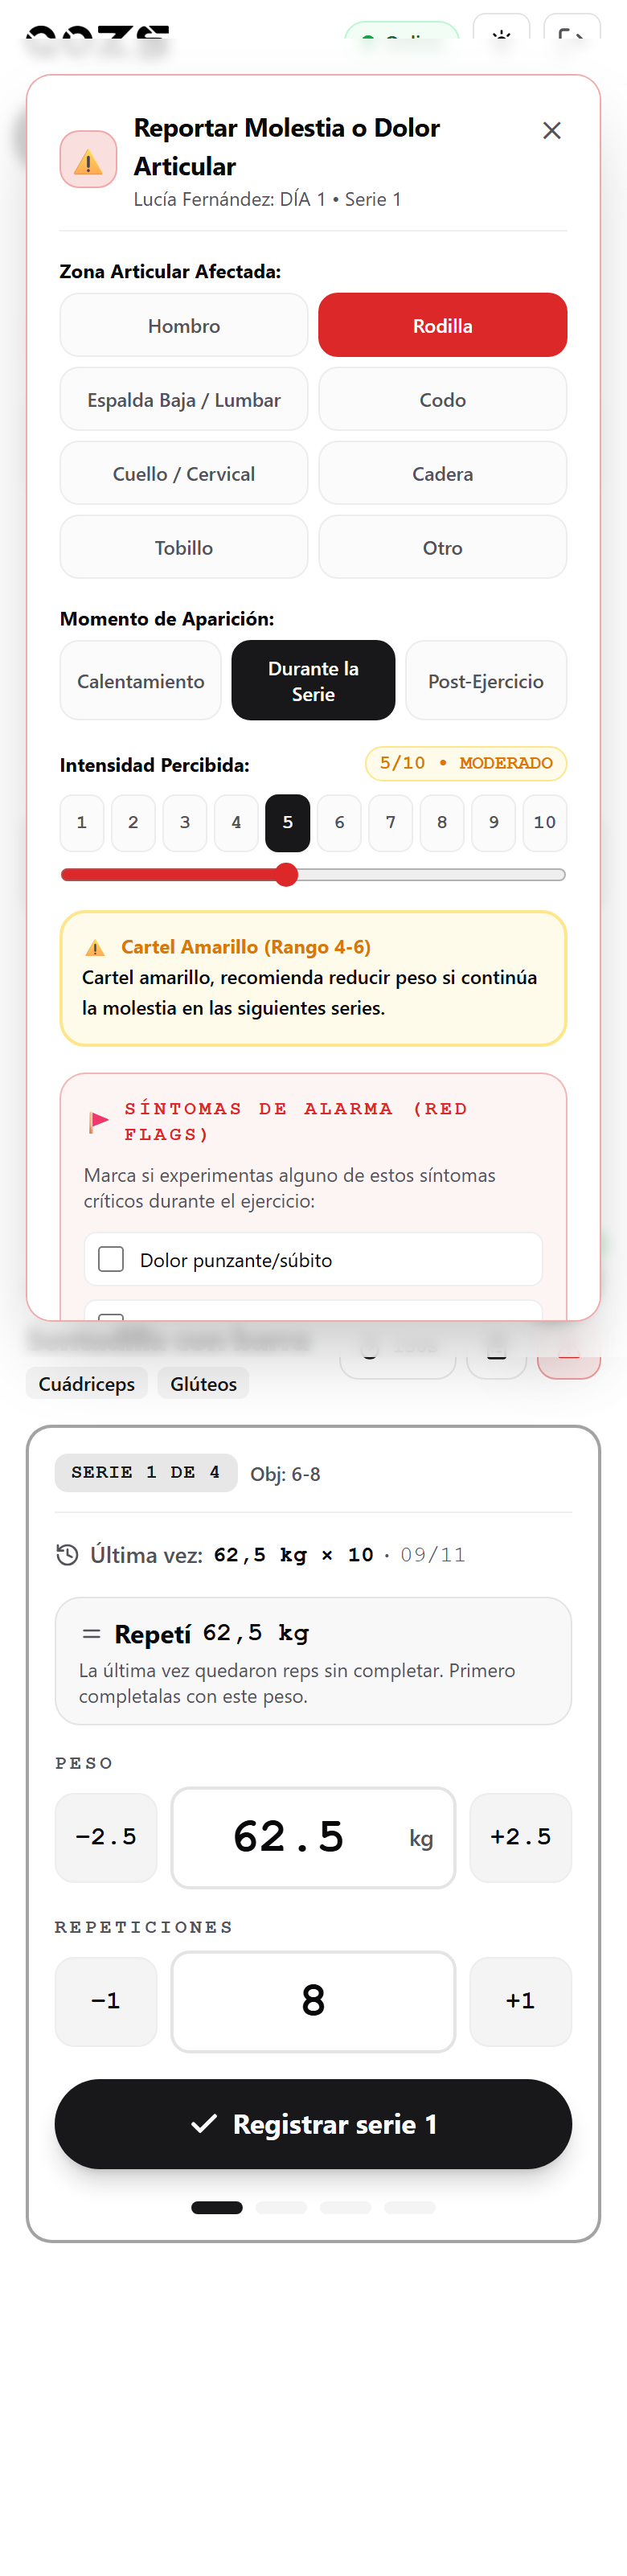 Reportar Molestia o Dolor
Articular
Lucía Fernández: DÍA 1 • Serie 1
Zona Articular Afectada:
Hombro
Rodilla
Espalda Baja / Lumbar
Codo
Cuello / Cervical
Cadera
Tobillo
Otro
Momento de Aparición:
Calentamiento
Durante la
Serie
Post-Ejercicio
Intensidad Percibida:
5/10 • MODERADO
1 2 3 4 5 6 7 8 9 10
Cartel Amarillo (Rango 4-6)
Cartel amarillo, recomienda reducir peso si continúa
la molestia en las siguientes series.
SÍNTOMAS DE ALARMA (RED
FLAGS)
Marca si experimentas alguno de estos síntomas
críticos durante el ejercicio:
Dolor punzante/súbito
Cuádriceps
Glúteos
SERIE 1 DE 4
Obj: 6-8
Última vez: 62,5 kg × 10 · 09/11
= Repetí 62,5 kg
La última vez quedaron reps sin completar. Primero
completalas con este peso.
PESO
−2.5
62.5 kg
+2.5
REPETICIONES
−1
8
+1
Registrar serie 1